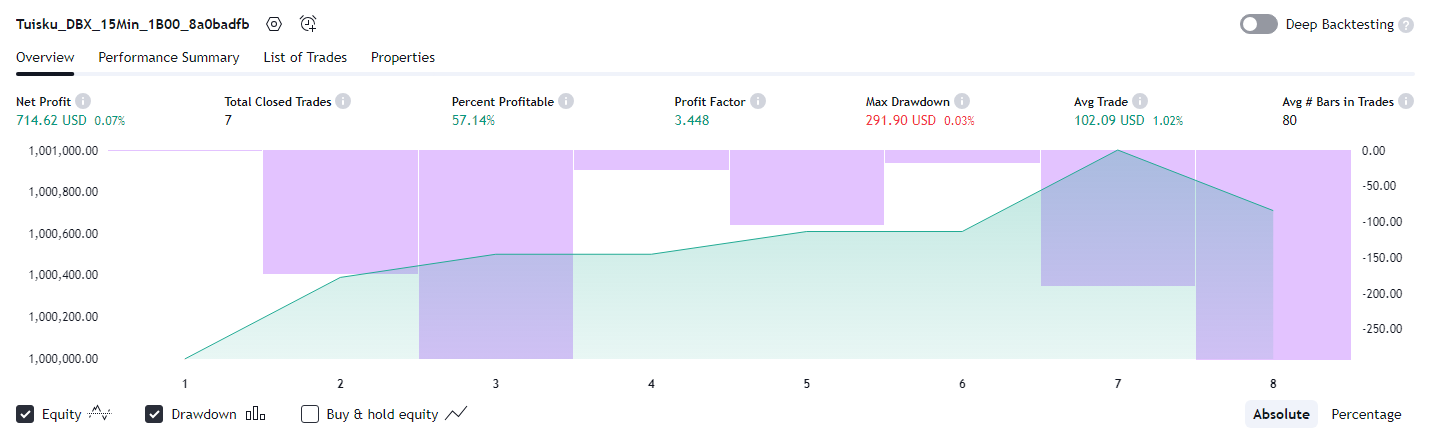 Tuisku_DBX_15Min_1B00_8a0badfb
Deep Backtesting ?
Overview Performance Summary List of Trades Properties
Net Profit i Total Closed Trades i Percent Profitable i Profit Factor i Max Drawdown i Avg Trade i Avg # Bars in Trades i
714.62 USD 0.07% 7 57.14% 3.448 291.90 USD 0.03% 102.09 USD 1.02% 80
1,001,000.00 0.00
1,000,800.00 -50.00
1,000,600.00 -100.00
1,000,400.00 -150.00
1,000,200.00 -200.00
1,000,000.00 -250.00
1 2 3 4 5 6 7 8
Equity Drawdown Buy & hold equity Absolute Percentage